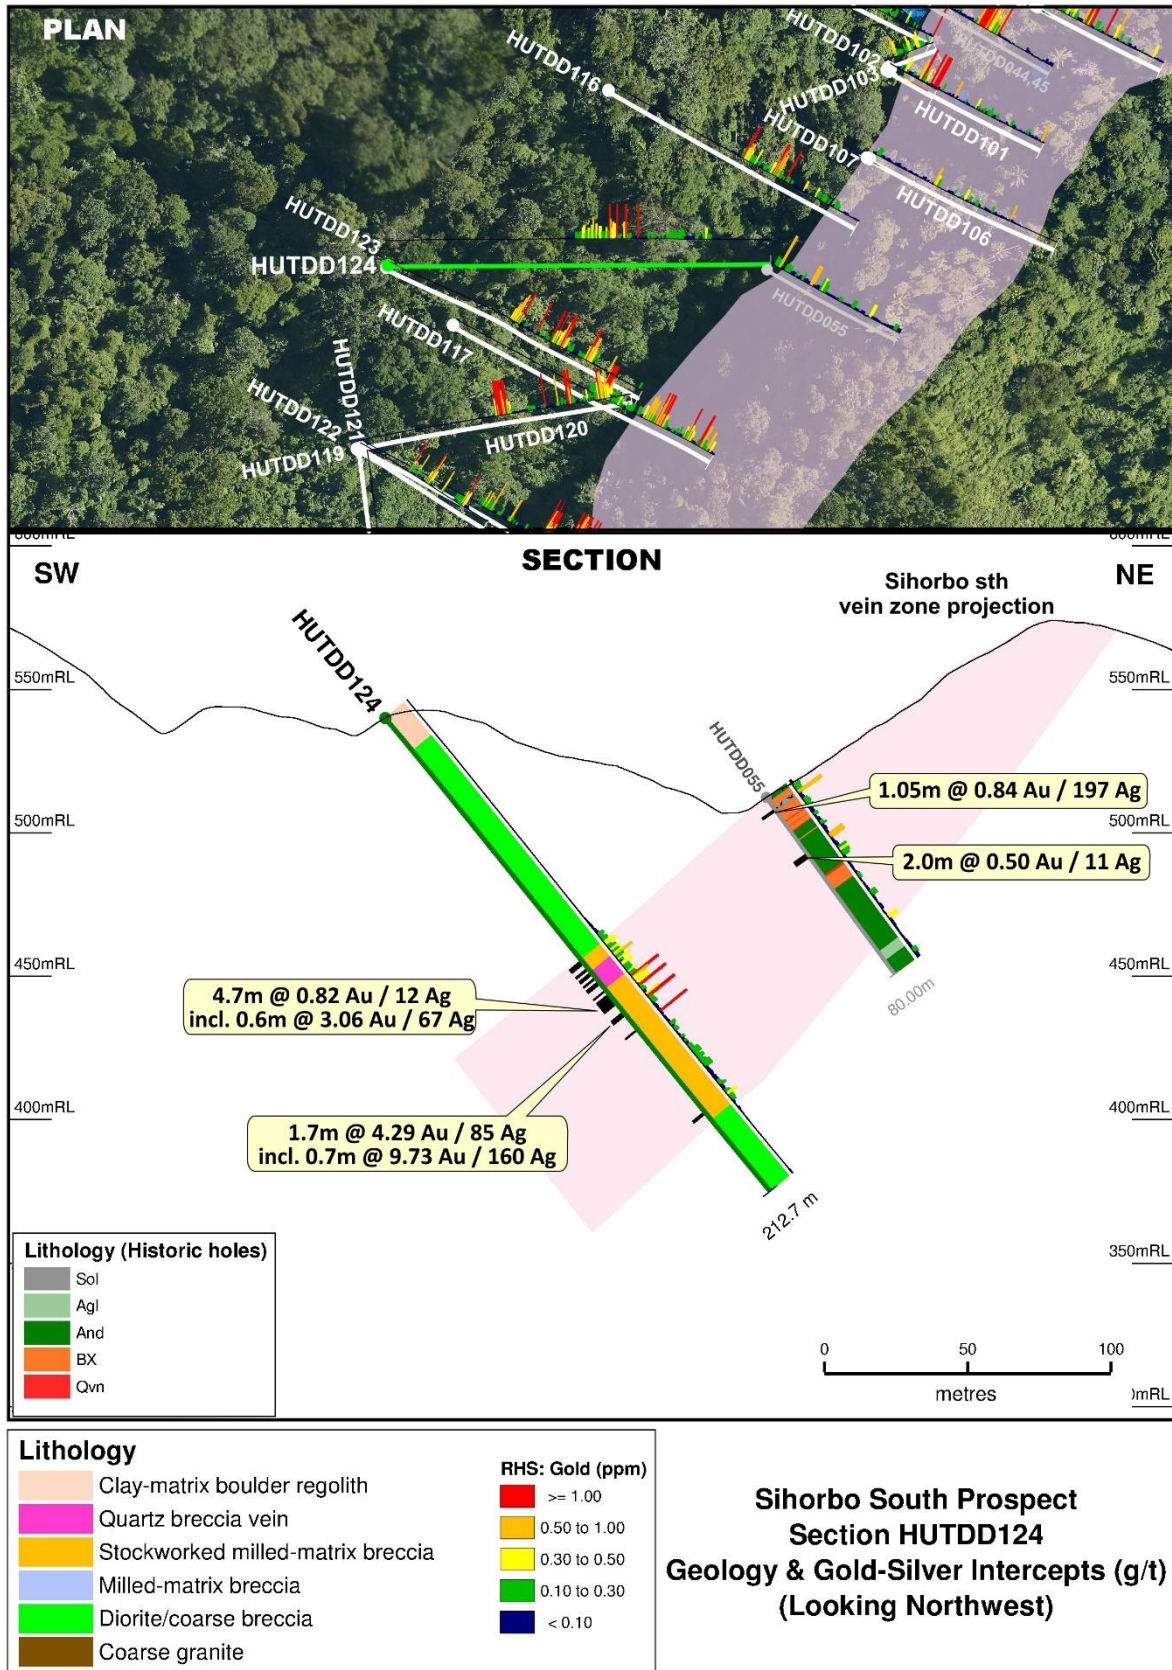 PLAN
HUTDD116
HUTDD102
HUTDD103
HUTDD044,45
HUTDD101
HUTDD107
HUTDD106
HUTDD123
HUTDD124
HUTDD055
HUTDD117
HUTDD121
HUTDD122
HUTDD119
HUTDD120
SECTION
SW
NE
Sihorbo sth
vein zone projection
550mRL
550mRL
500mRL
500mRL
450mRL
450mRL
400mRL
400mRL
350mRL
HUTDD124
HUTDD055
1.05m @ 0.84 Au / 197 Ag
2.0m @ 0.50 Au / 11 Ag
80.00m
4.7m @ 0.82 Au / 12 Ag
incl. 0.6m @ 3.06 Au / 67 Ag
1.7m @ 4.29 Au / 85 Ag
incl. 0.7m @ 9.73 Au / 160 Ag
212.7 m
Lithology (Historic holes)
Sol
Agl
And
BX
Qvn
0 50 100
metres
Lithology
Clay-matrix boulder regolith
Quartz breccia vein
Stockworked milled-matrix breccia
Milled-matrix breccia
Diorite/coarse breccia
Coarse granite
RHS: Gold (ppm)
>= 1.00
0.50 to 1.00
0.30 to 0.50
0.10 to 0.30
< 0.10
Sihorbo South Prospect
Section HUTDD124
Geology & Gold-Silver Intercepts (g/t)
(Looking Northwest)